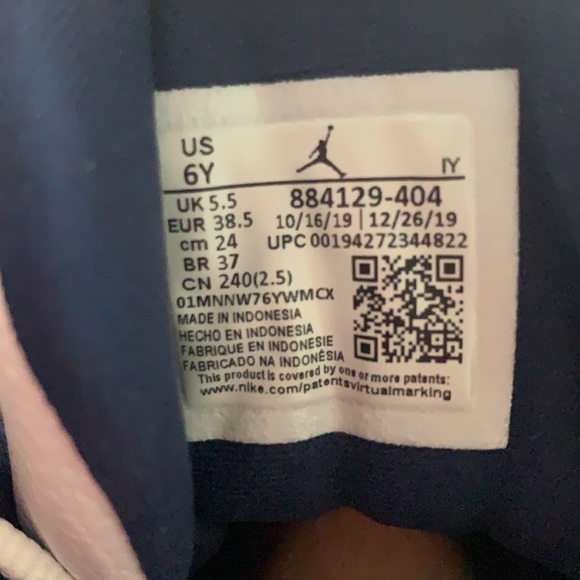 US
6Y
IY
UK 5.5
884129-404
EUR 38.5
10/16/19 | 12/26/19
cm 24
UPC 00194272344822
BR 37
CN 240(2.5)
01MNNW76YWMCX
MADE IN INDONESIA
HECHO EN INDONESIA
FABRIQUE EN INDONESIE
FABRICADO NA INDONÉSIA
This product is covered by one or more patents:
www.nike.com/patentsvirtualmarking